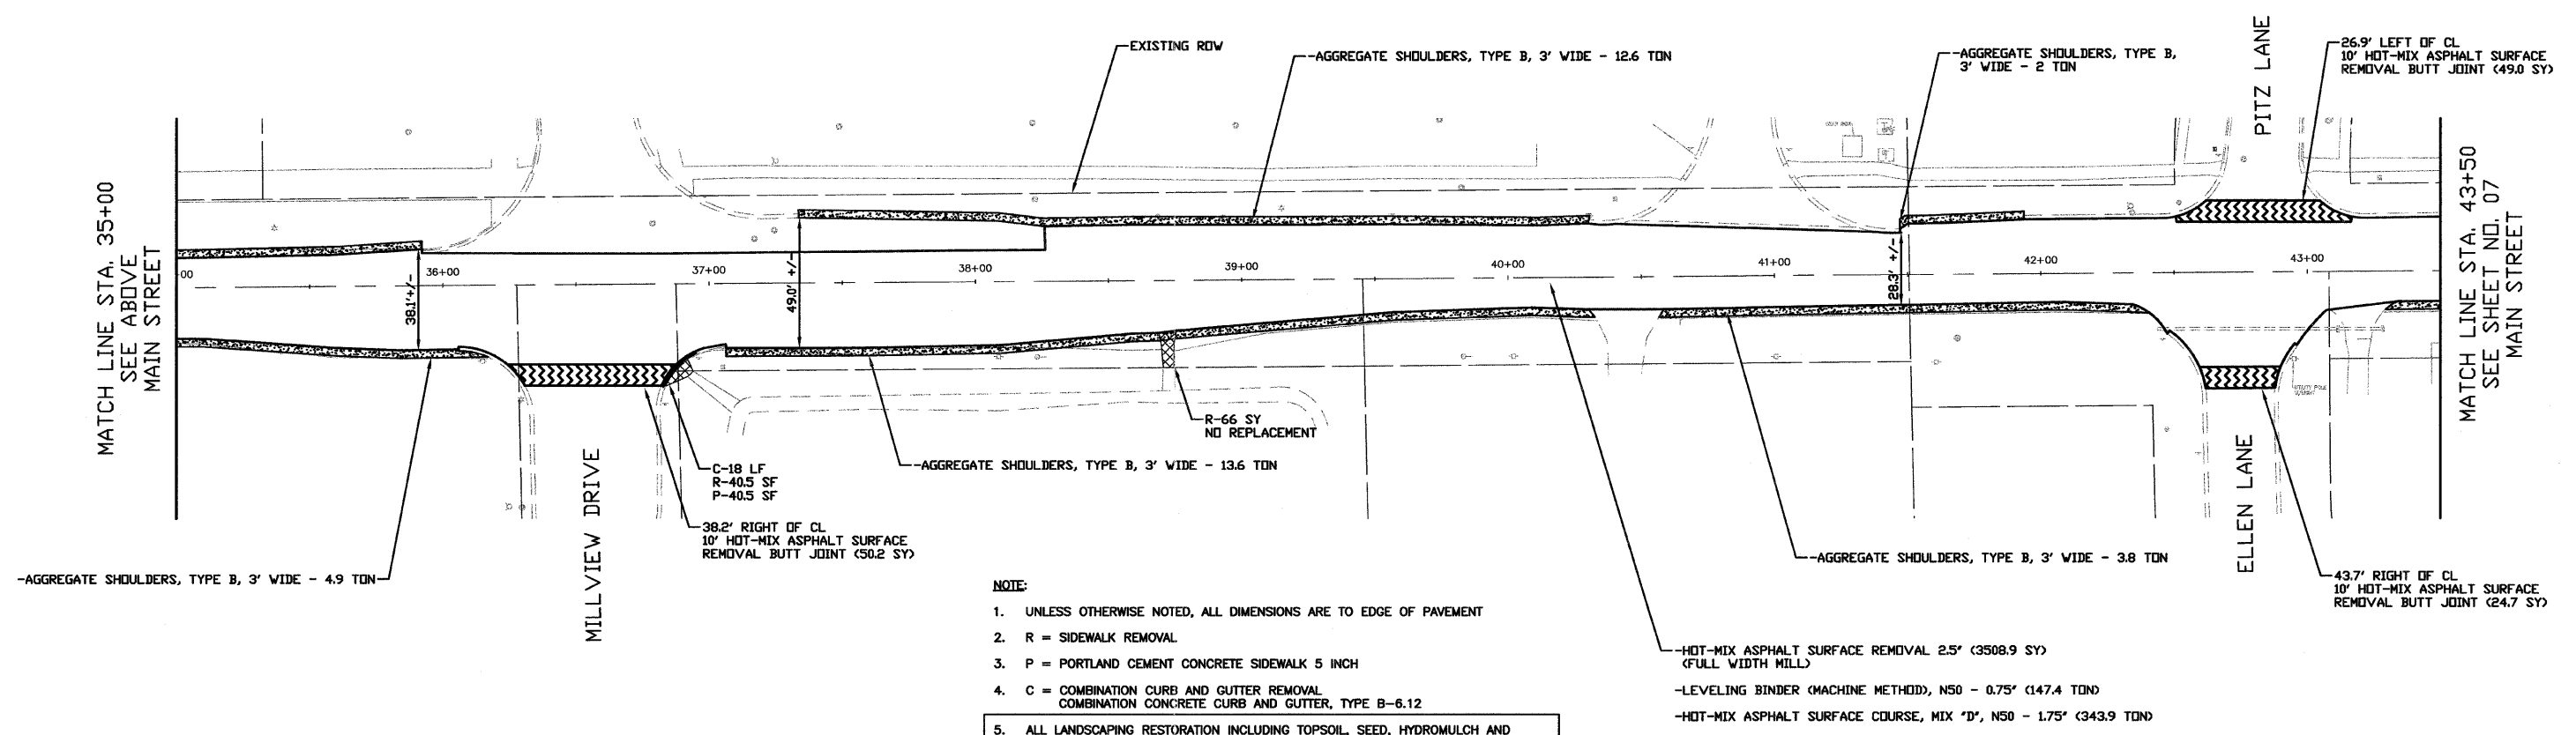 EXISTING ROW
-AGGREGATE SHOULDERS, TYPE B, 3' WIDE - 12.6 TON
-AGGREGATE SHOULDERS, TYPE B,
3' WIDE - 2 TON
PITZ LANE
26.9' LEFT OF CL
10' HOT-MIX ASPHALT SURFACE
REMOVAL BUTT JOINT (49.0 SY)
MATCH LINE STA. 35+00
SEE ABOVE
MAIN STREET
00
36+00
37+00
38+00
39+00
40+00
41+00
42+00
43+00
38.1'+/-
49.0' +/-
28.3' +/-
MATCH LINE STA. 43+50
SEE SHEET NO. 07
MAIN STREET
UTILITY POLE
R-66 SY
NO REPLACEMENT
-AGGREGATE SHOULDERS, TYPE B, 3' WIDE - 13.6 TON
C-18 LF
R-40.5 SF
P-40.5 SF
MILLVIEW DRIVE
38.2' RIGHT OF CL
10' HOT-MIX ASPHALT SURFACE
REMOVAL BUTT JOINT (50.2 SY)
ELLEN LANE
-AGGREGATE SHOULDERS, TYPE B, 3' WIDE - 3.8 TON
-AGGREGATE SHOULDERS, TYPE B, 3' WIDE - 4.9 TON
43.7' RIGHT OF CL
10' HOT-MIX ASPHALT SURFACE
REMOVAL BUTT JOINT (24.7 SY)
NOTE:
1. UNLESS OTHERWISE NOTED, ALL DIMENSIONS ARE TO EDGE OF PAVEMENT
2. R = SIDEWALK REMOVAL
3. P = PORTLAND CEMENT CONCRETE SIDEWALK 5 INCH
4. C = COMBINATION CURB AND GUTTER REMOVAL
COMBINATION CONCRETE CURB AND GUTTER, TYPE B-6.12
5. ALL LANDSCAPING RESTORATION INCLUDING TOPSOIL, SEED, HYDROMULCH AND
-HOT-MIX ASPHALT SURFACE REMOVAL 2.5" (3508.9 SY)
(FULL WIDTH MILL)
-LEVELING BINDER (MACHINE METHOD), N50 - 0.75" (147.4 TON)
-HOT-MIX ASPHALT SURFACE COURSE, MIX "D", N50 - 1.75" (343.9 TON)